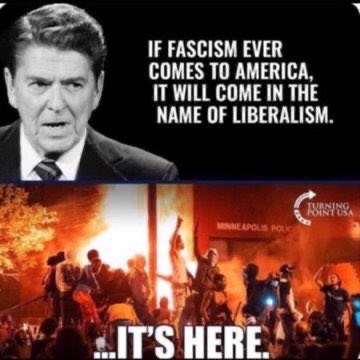 IF FASCISM EVER
COMES TO AMERICA,
IT WILL COME IN THE
NAME OF LIBERALISM.
TURNING
POINT USA
MINNEAPOLIS
...IT'S HERE